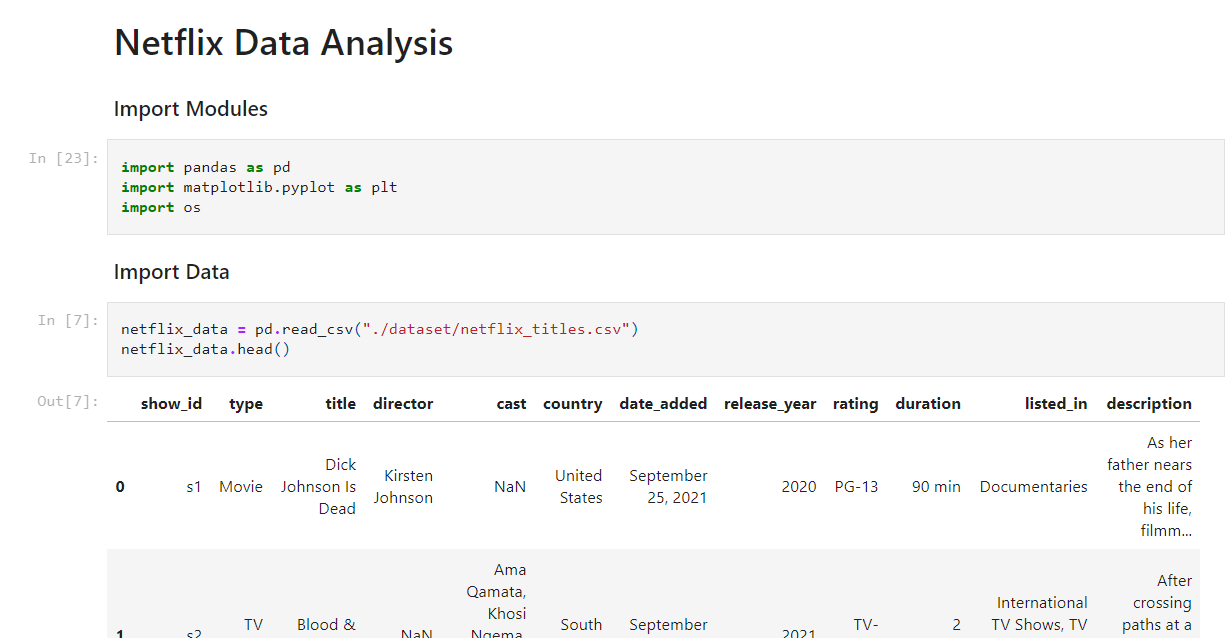 Netflix Data Analysis
Import Modules
In [23]:
import pandas as pd
import matplotlib.pyplot as plt
import os
Import Data
In [7]:
netflix_data = pd.read_csv("./dataset/netflix_titles.csv")
netflix_data.head()
Out[7]:
show_id type title director cast country date_added release_year rating duration listed_in description
As her
Dick father nears
Kirsten United September
0 s1 Movie Johnson Is NaN 2020 PG-13 90 min Documentaries the end of
Johnson States 25, 2021
Dead his life,
filmm...
Ama
After
Qamata,
International crossing
Khosi
TV Blood & South September TV- 2 TV Shows, TV paths at a
1 s2 NaN Ngema, 2021